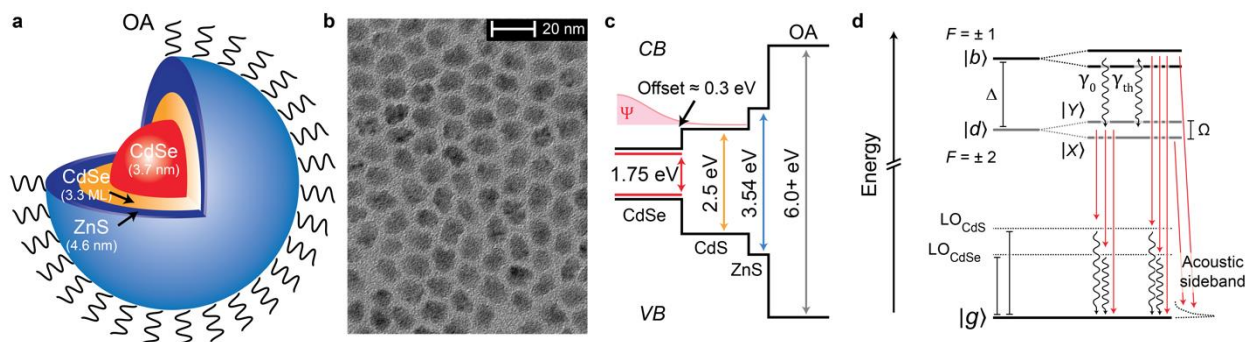 a
OA
CdSe
(3.7 nm)
CdSe
(3.3 ML)
ZnS
(4.6 nm)
b
20 nm
c
CB
OA
Offset ≈ 0.3 eV
Ψ
1.75 eV
2.5 eV
3.54 eV
6.0+ eV
CdSe
CdS
ZnS
VB
d
Energy
F = ± 1
|b⟩
γ0
γth
Δ
|Y⟩
|d⟩
Ω
|X⟩
F = ± 2
LOCdS
LOCdSe
Acoustic
sideband
|g⟩